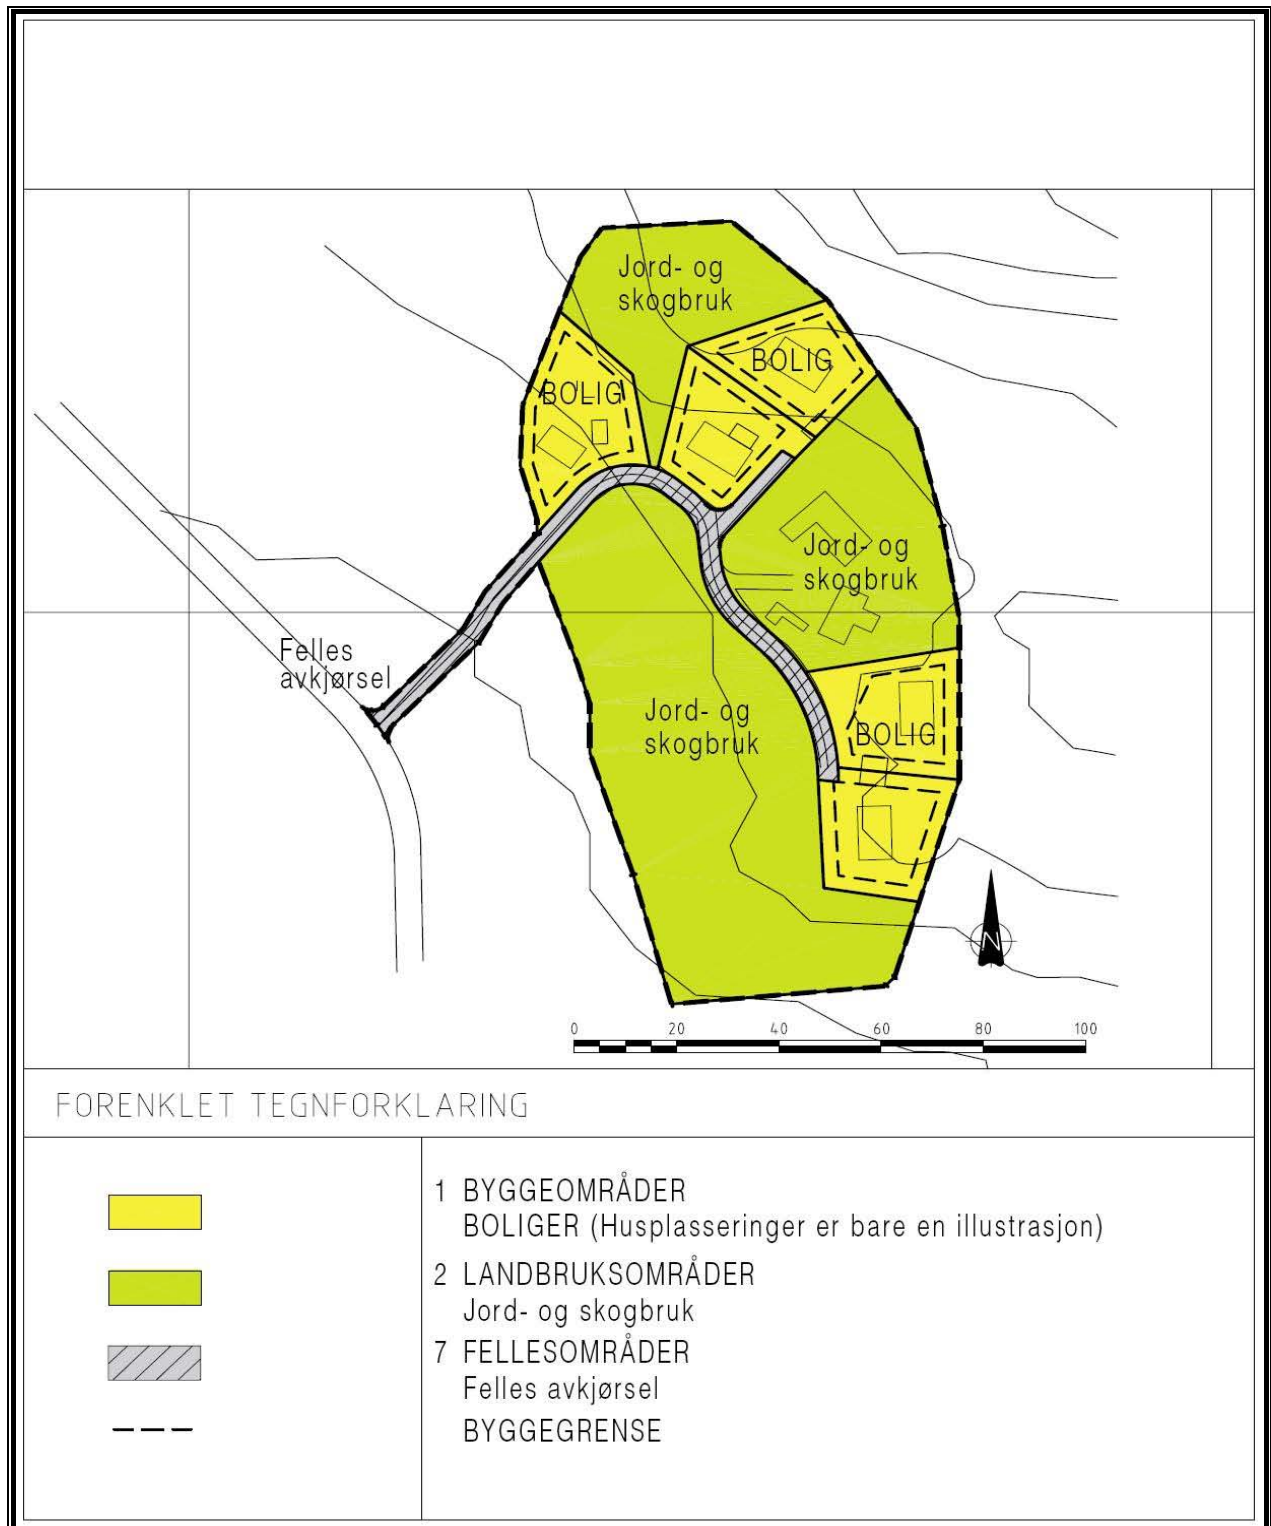 Jord- og
skogbruk
BOLIG
BOLIG
Jord- og
skogbruk
Felles
avkjørsel
Jord- og
skogbruk
BOLIG
N
0 20 40 60 80 100
FORENKLET TEGNFORKLARING
1 BYGGEOMRÅDER
BOLIGER (Husplasseringer er bare en illustrasjon)
2 LANDBRUKSOMRÅDER
Jord- og skogbruk
7 FELLESOMRÅDER
Felles avkjørsel
BYGGEGRENSE